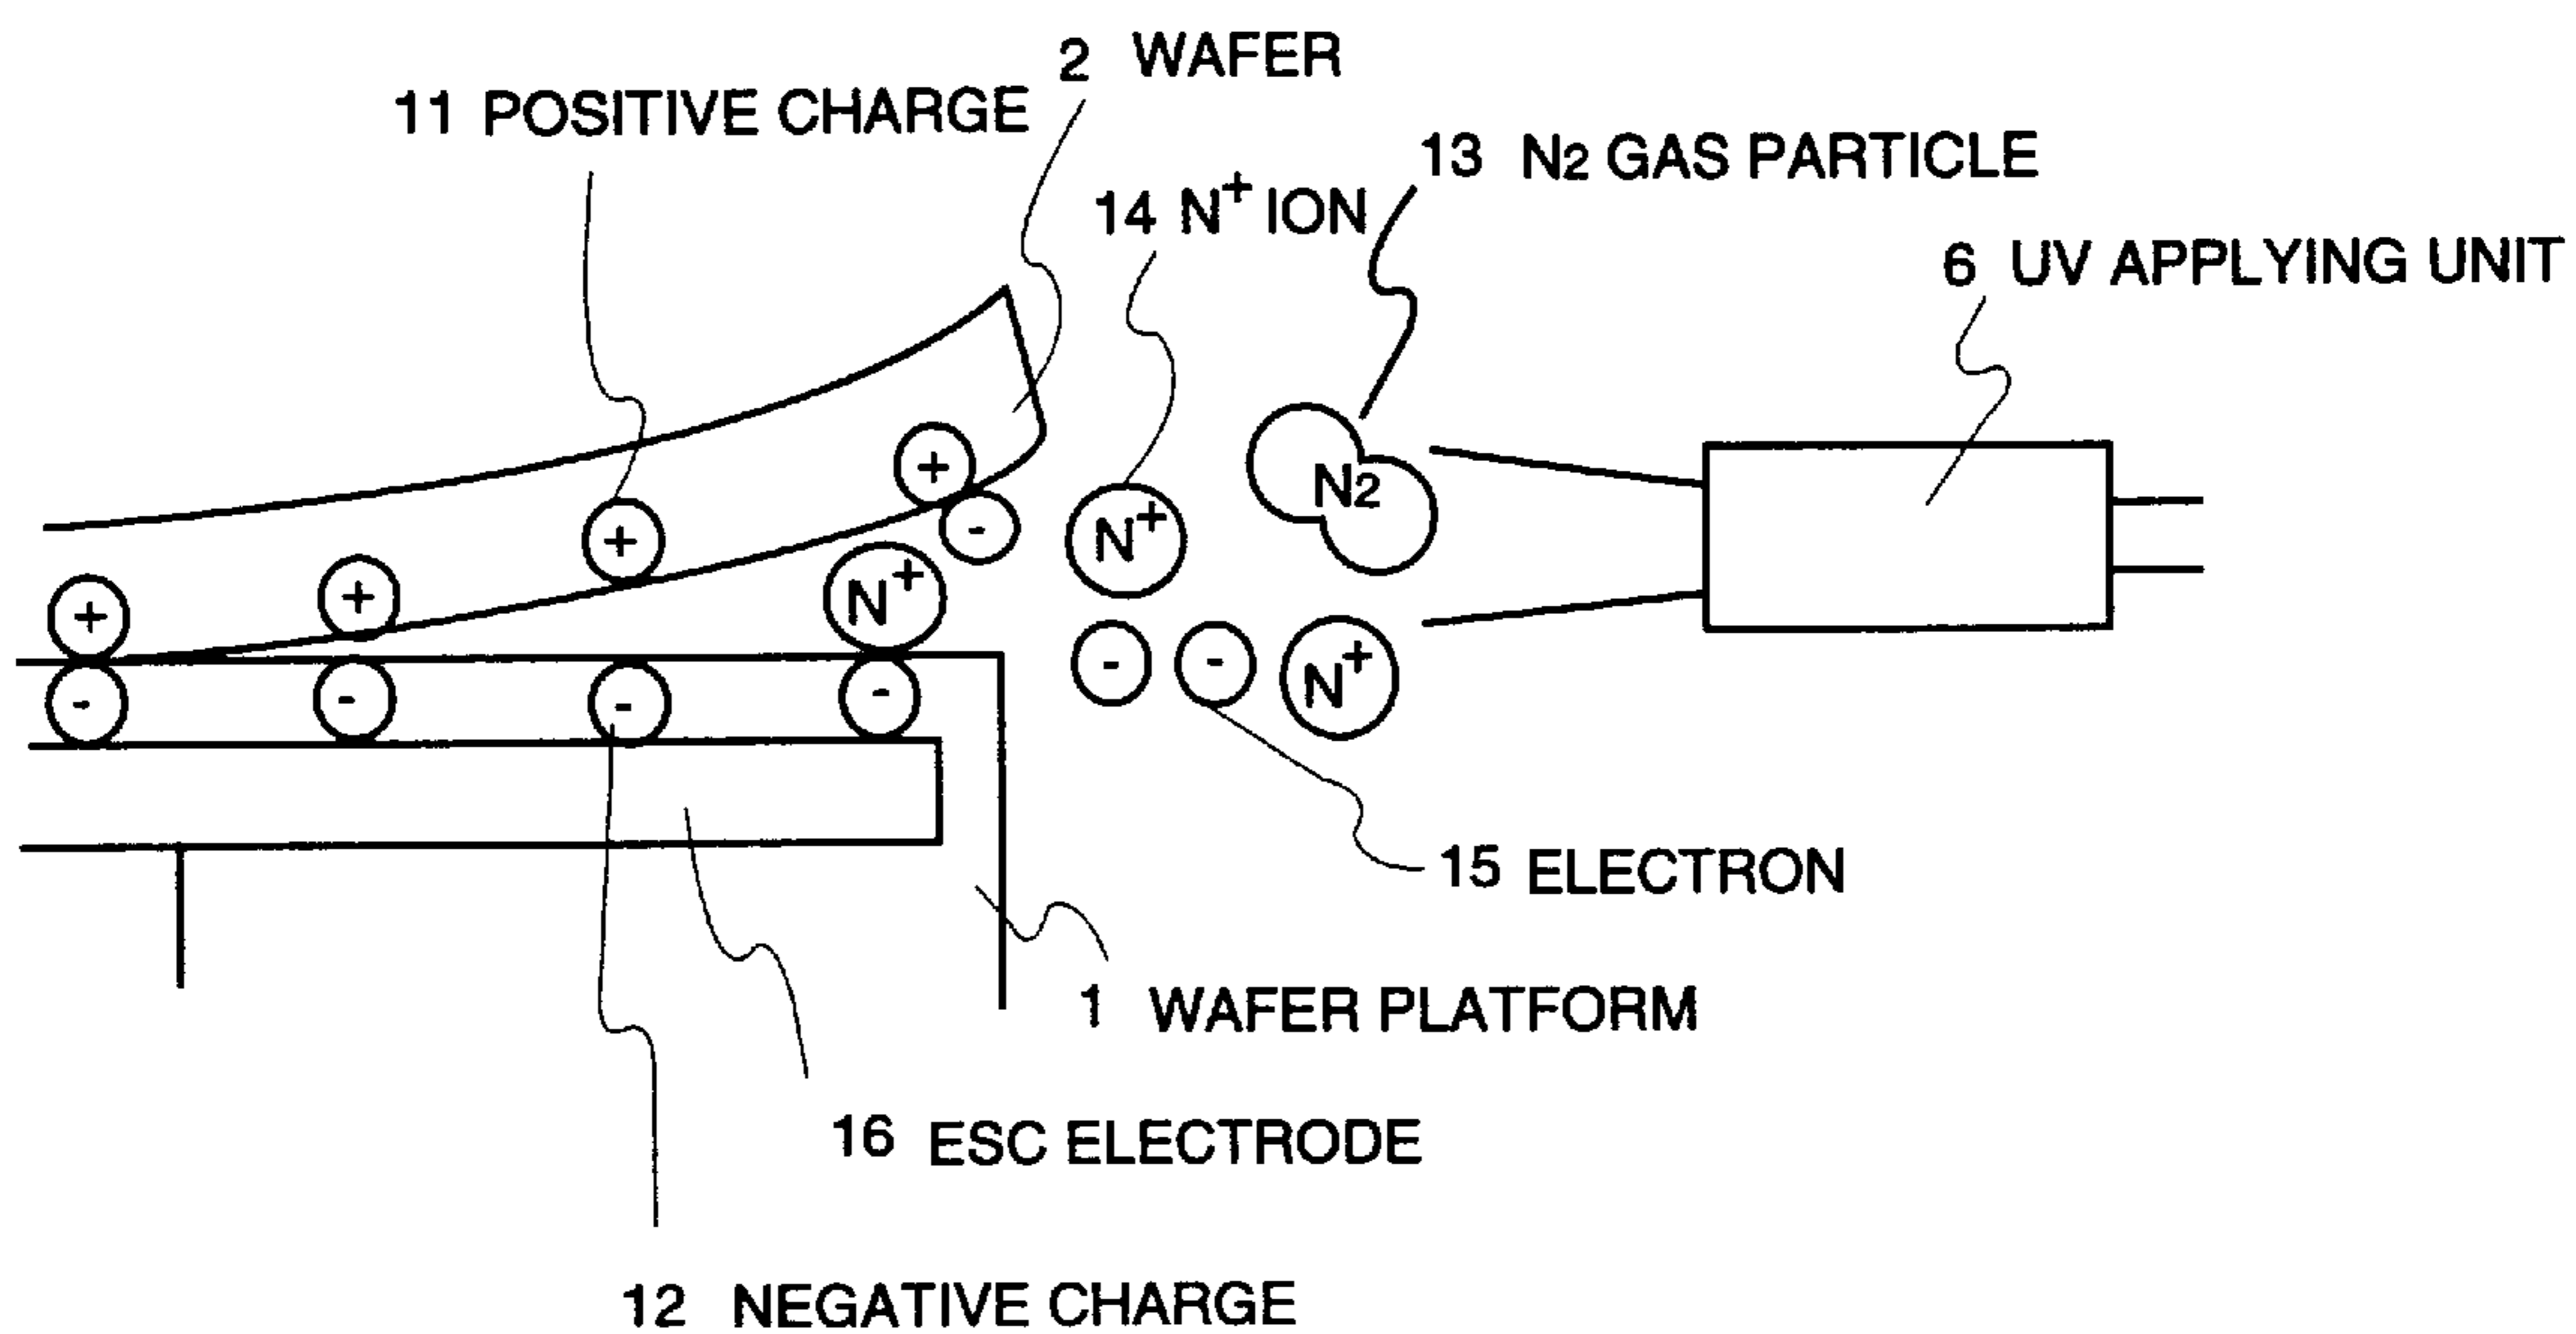 2 WAFER
11 POSITIVE CHARGE
13 N2 GAS PARTICLE
14 N+ ION
6 UV APPLYING UNIT
+
N2
-
N+
+
N+
+
+
- - N+
- - - -
15 ELECTRON
1 WAFER PLATFORM
16 ESC ELECTRODE
12 NEGATIVE CHARGE